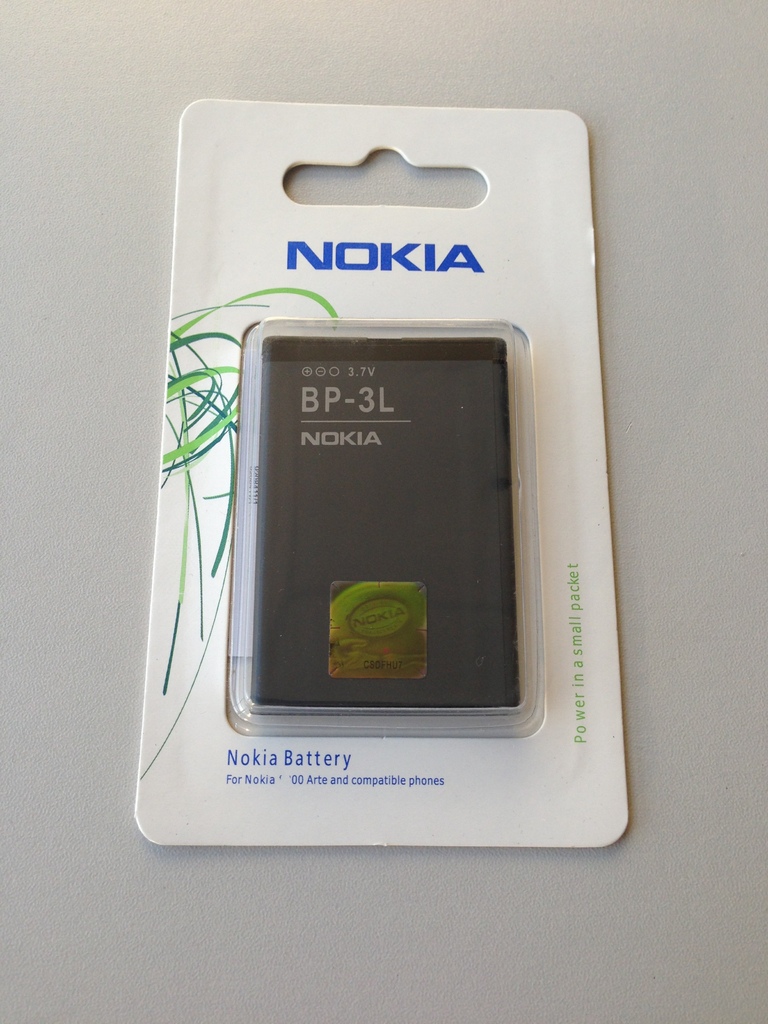 NOKIA
3.7V
BP-3L
NOKIA
NOKIA
Nokia Battery
For Nokia 00 Arte and compatible phones
Power in a small packet